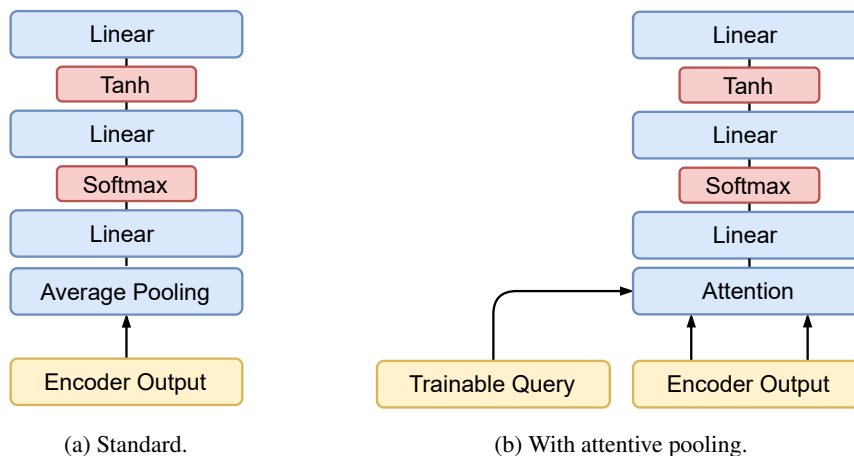 Linear
Tanh
Linear
Softmax
Linear
Average Pooling
Encoder Output
(a) Standard.
Linear
Tanh
Linear
Softmax
Linear
Attention
Trainable Query
Encoder Output
(b) With attentive pooling.